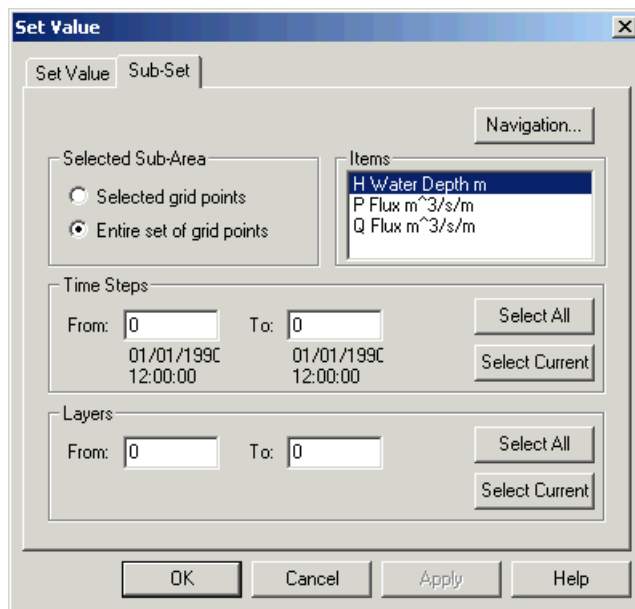 Set Value
Set Value Sub-Set
Navigation...
Selected Sub-Area
Selected grid points
Entire set of grid points
Items
H Water Depth m
P Flux m^3/s/m
Q Flux m^3/s/m
Time Steps
From: 0 To: 0
01/01/1990 01/01/1990
12:00:00 12:00:00
Select All
Select Current
Layers
From: 0 To: 0
Select All
Select Current
OK Cancel Apply Help